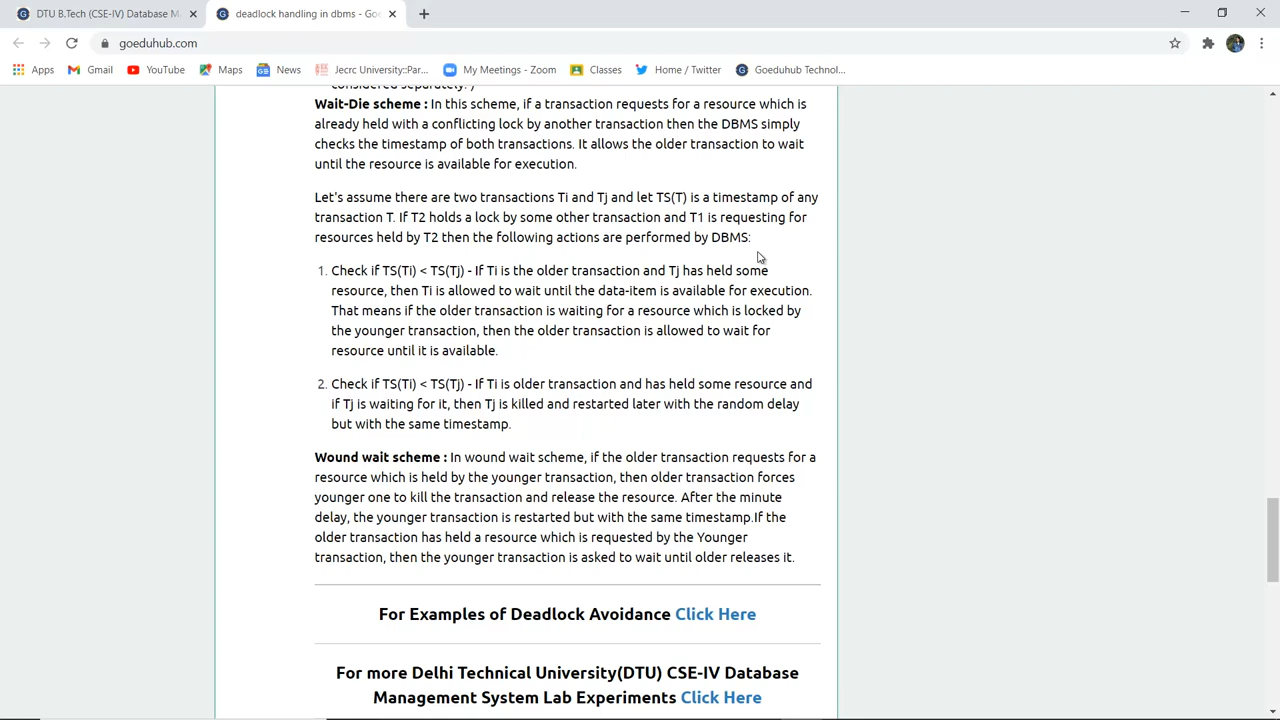 DTU B.Tech (CSE-IV) Database M
deadlock handling in dbms - Goe
goeduhub.com
Apps Gmail YouTube Maps News Jecrc University::Par... My Meetings - Zoom Classes Home / Twitter Goeduhub Technol...
considered separately. )
Wait-Die scheme : In this scheme, if a transaction requests for a resource which is
already held with a conflicting lock by another transaction then the DBMS simply
checks the timestamp of both transactions. It allows the older transaction to wait
until the resource is available for execution.
Let's assume there are two transactions Ti and Tj and let TS(T) is a timestamp of any
transaction T. If T2 holds a lock by some other transaction and T1 is requesting for
resources held by T2 then the following actions are performed by DBMS:
1. Check if TS(Ti) < TS(Tj) - If Ti is the older transaction and Tj has held some
resource, then Ti is allowed to wait until the data-item is available for execution.
That means if the older transaction is waiting for a resource which is locked by
the younger transaction, then the older transaction is allowed to wait for
resource until it is available.
2. Check if TS(Ti) < TS(Tj) - If Ti is older transaction and has held some resource and
if Tj is waiting for it, then Tj is killed and restarted later with the random delay
but with the same timestamp.
Wound wait scheme : In wound wait scheme, if the older transaction requests for a
resource which is held by the younger transaction, then older transaction forces
younger one to kill the transaction and release the resource. After the minute
delay, the younger transaction is restarted but with the same timestamp.If the
older transaction has held a resource which is requested by the Younger
transaction, then the younger transaction is asked to wait until older releases it.
For Examples of Deadlock Avoidance Click Here
For more Delhi Technical University(DTU) CSE-IV Database
Management System Lab Experiments Click Here